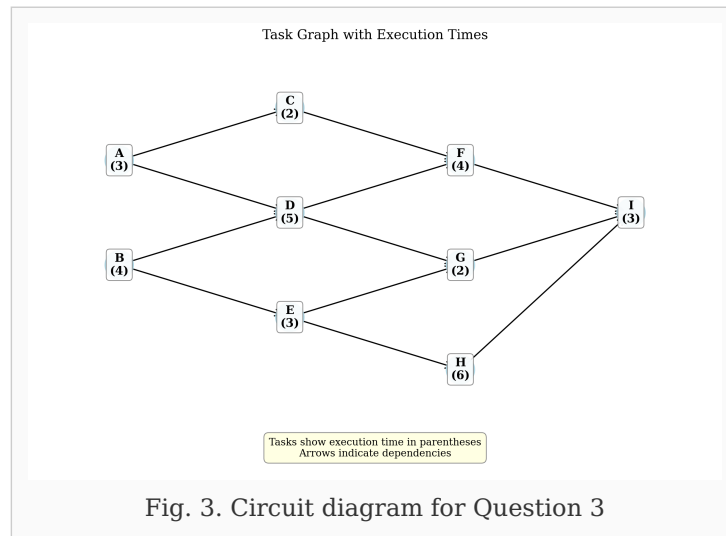 Task Graph with Execution Times
C
(2)
A
(3)
F
(4)
D
(5)
I
(3)
B
(4)
G
(2)
E
(3)
H
(6)
Tasks show execution time in parentheses
Arrows indicate dependencies
Fig. 3. Circuit diagram for Question 3